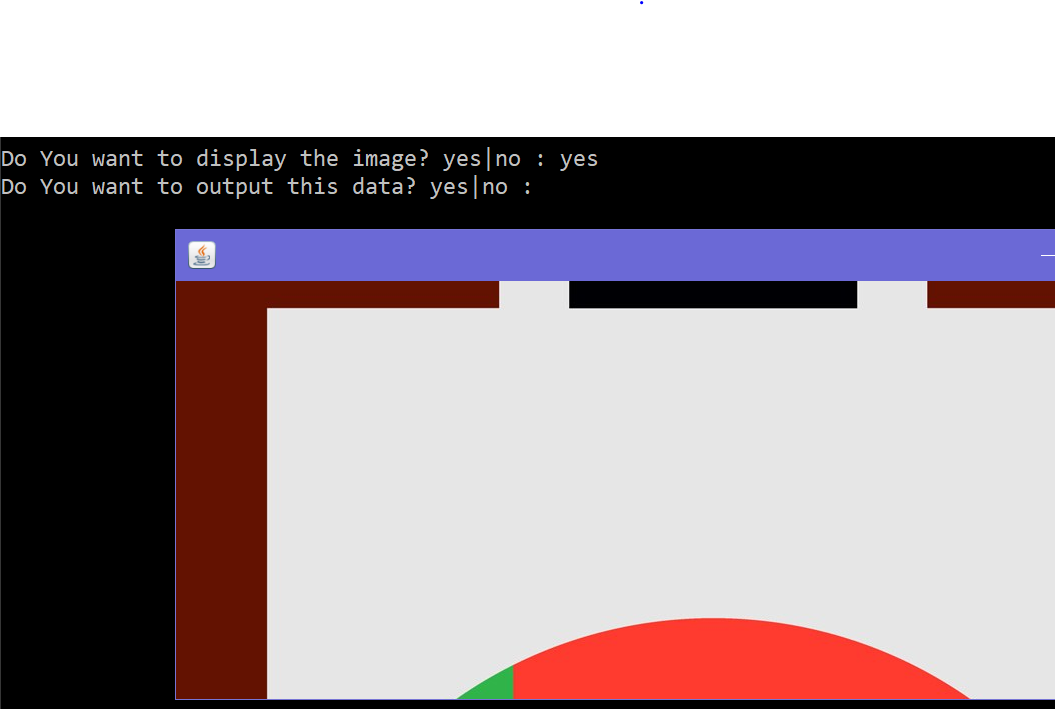 Do You want to display the image? yes|no : yes
Do You want to output this data? yes|no :